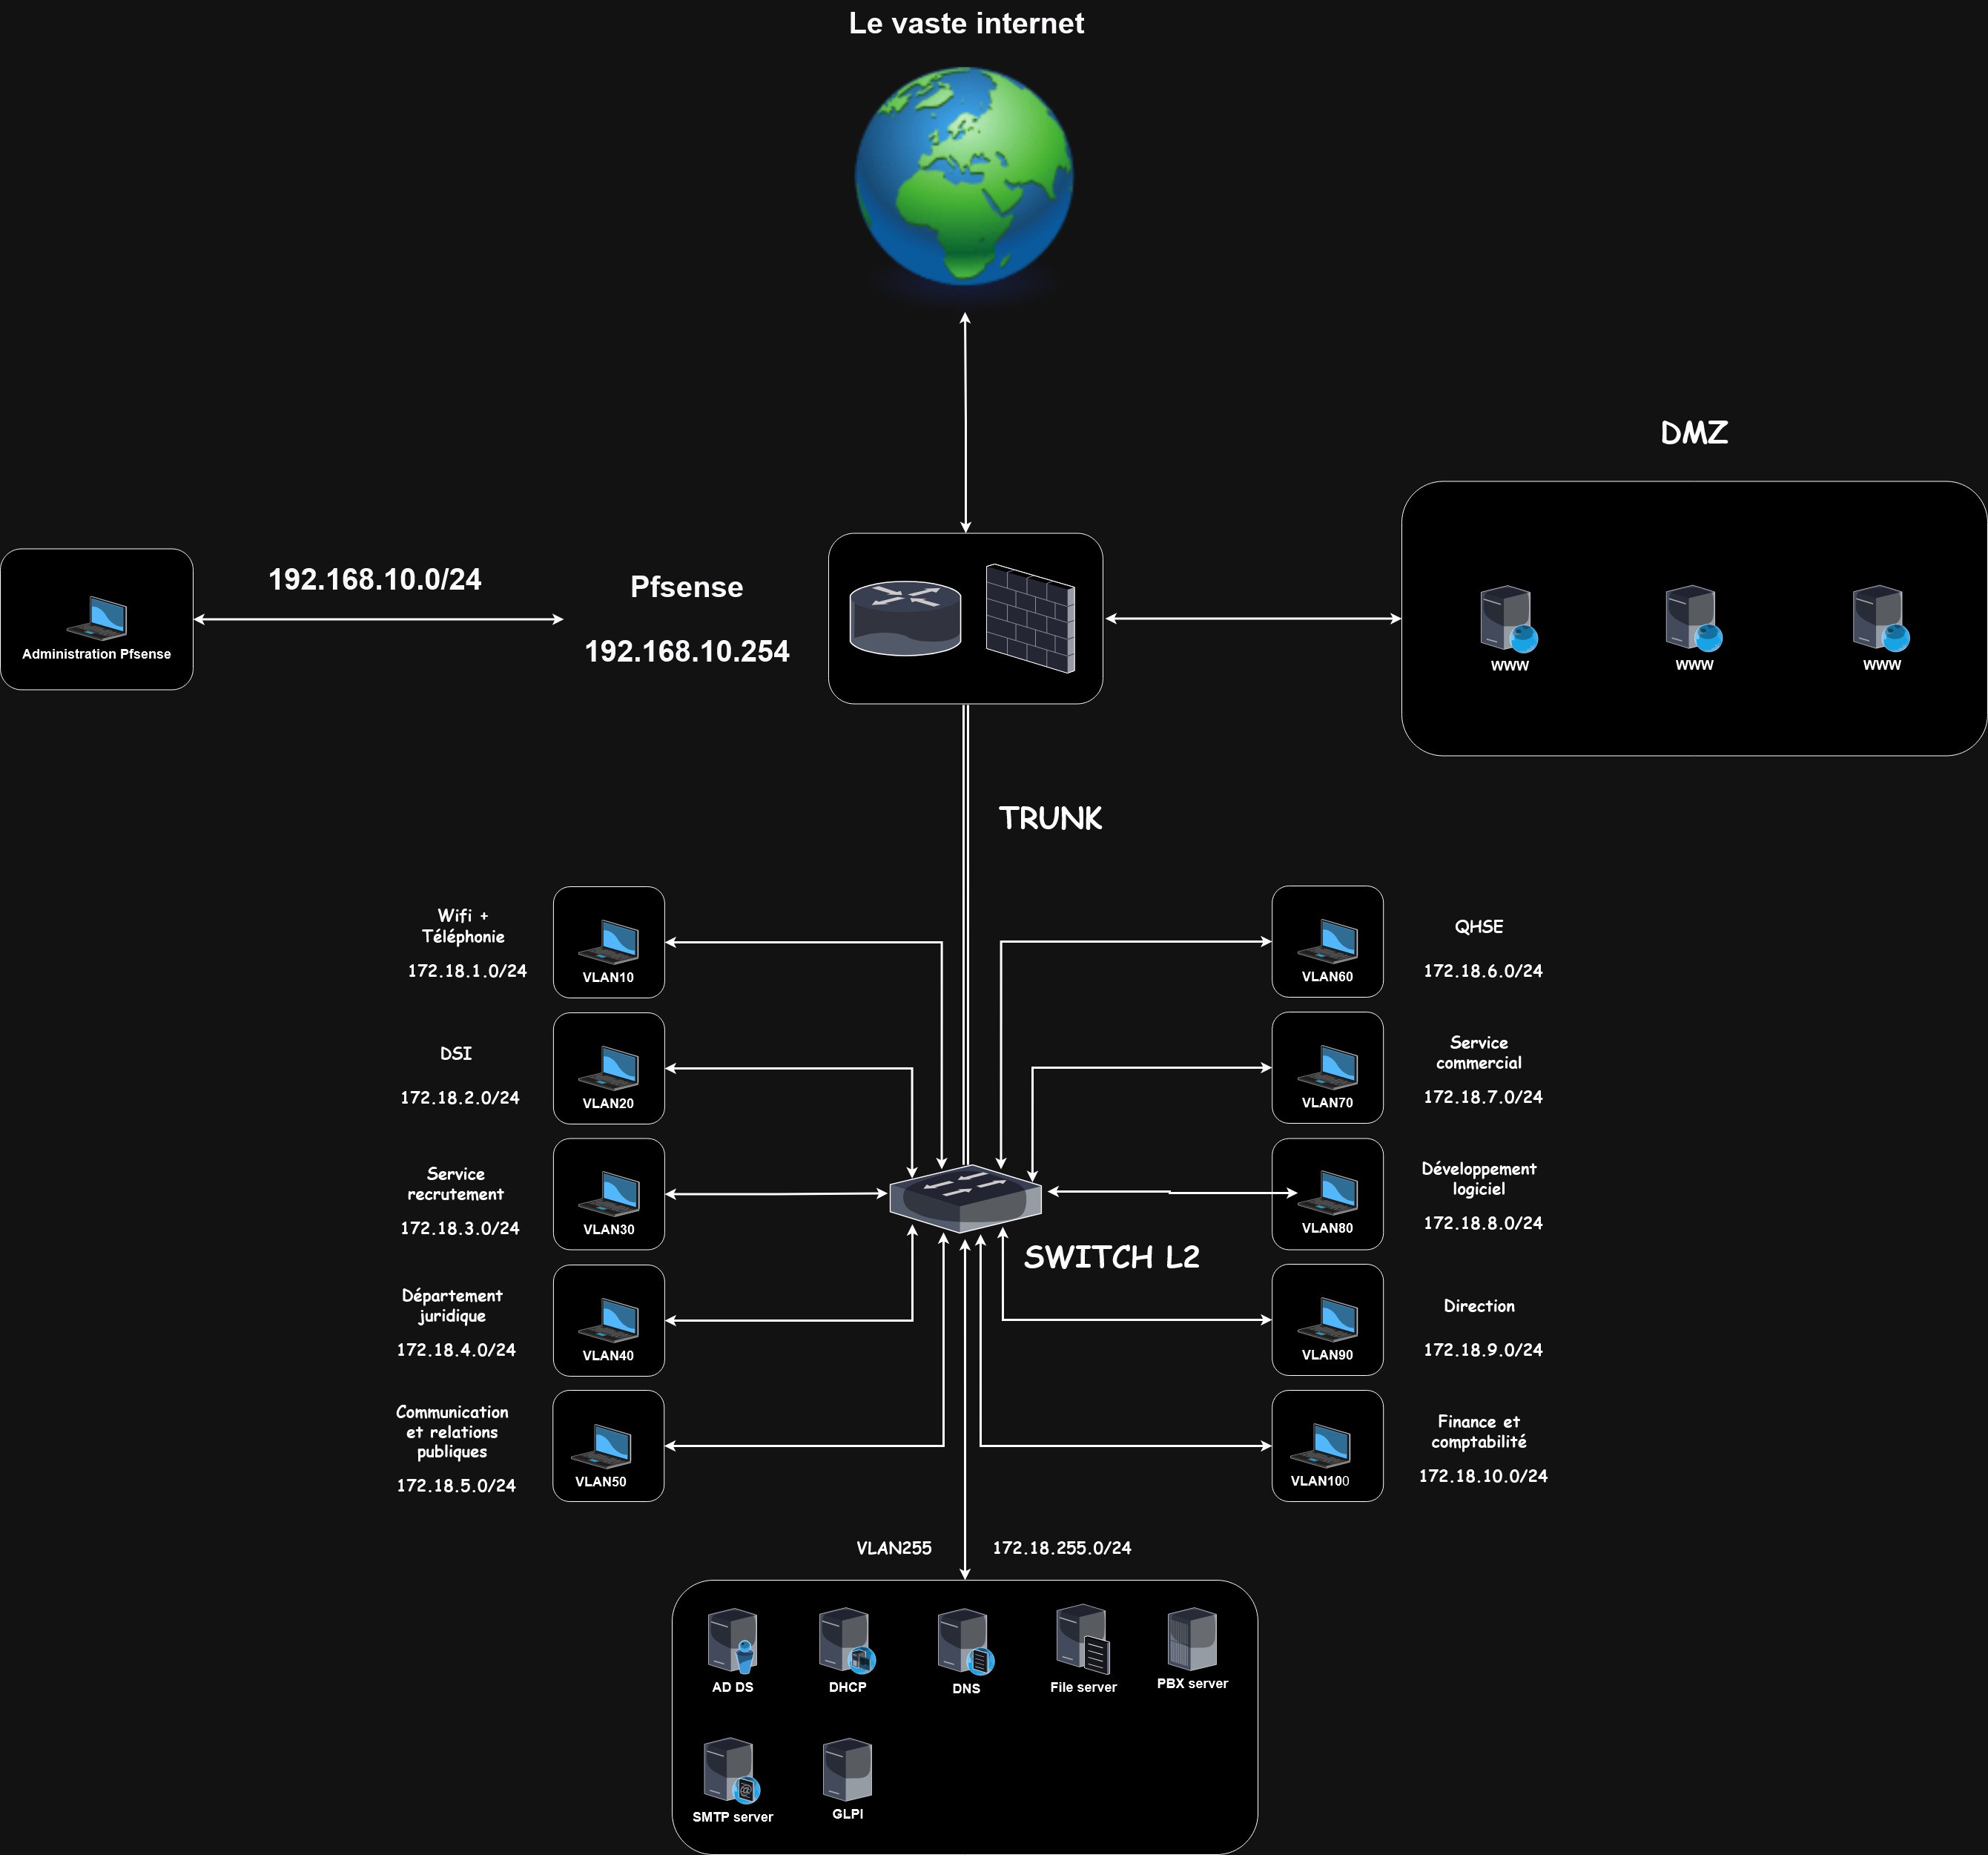 Le vaste internet
DMZ
192.168.10.0/24
Pfsense
192.168.10.254
Administration Pfsense
WWW
WWW
WWW
TRUNK
Wifi +
Téléphonie
172.18.1.0/24
VLAN10
VLAN60
QHSE
172.18.6.0/24
DSI
172.18.2.0/24
VLAN20
VLAN70
Service
commercial
172.18.7.0/24
Service
recrutement
172.18.3.0/24
VLAN30
VLAN80
Développement
logiciel
172.18.8.0/24
SWITCH L2
Département
juridique
172.18.4.0/24
VLAN40
VLAN90
Direction
172.18.9.0/24
Communication
et relations
publiques
172.18.5.0/24
VLAN50
VLAN100
Finance et
comptabilité
172.18.10.0/24
VLAN255
172.18.255.0/24
AD DS
DHCP
DNS
File server
PBX server
SMTP server
GLPI